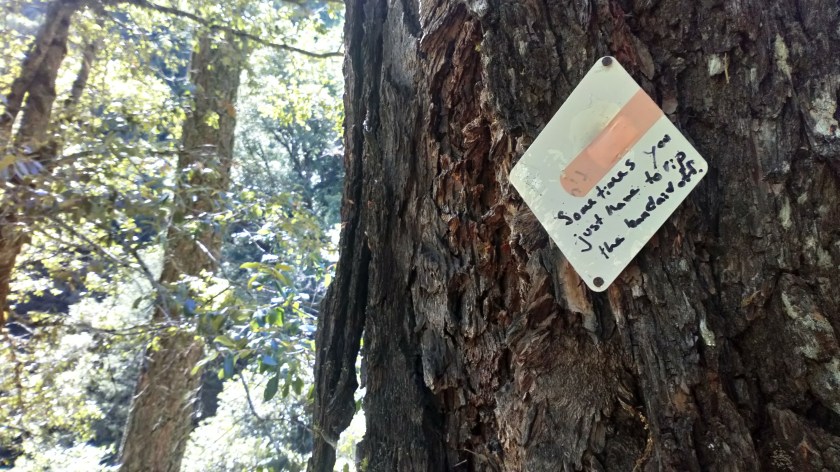 Sometimes you
just have to rip
the bandaid off.